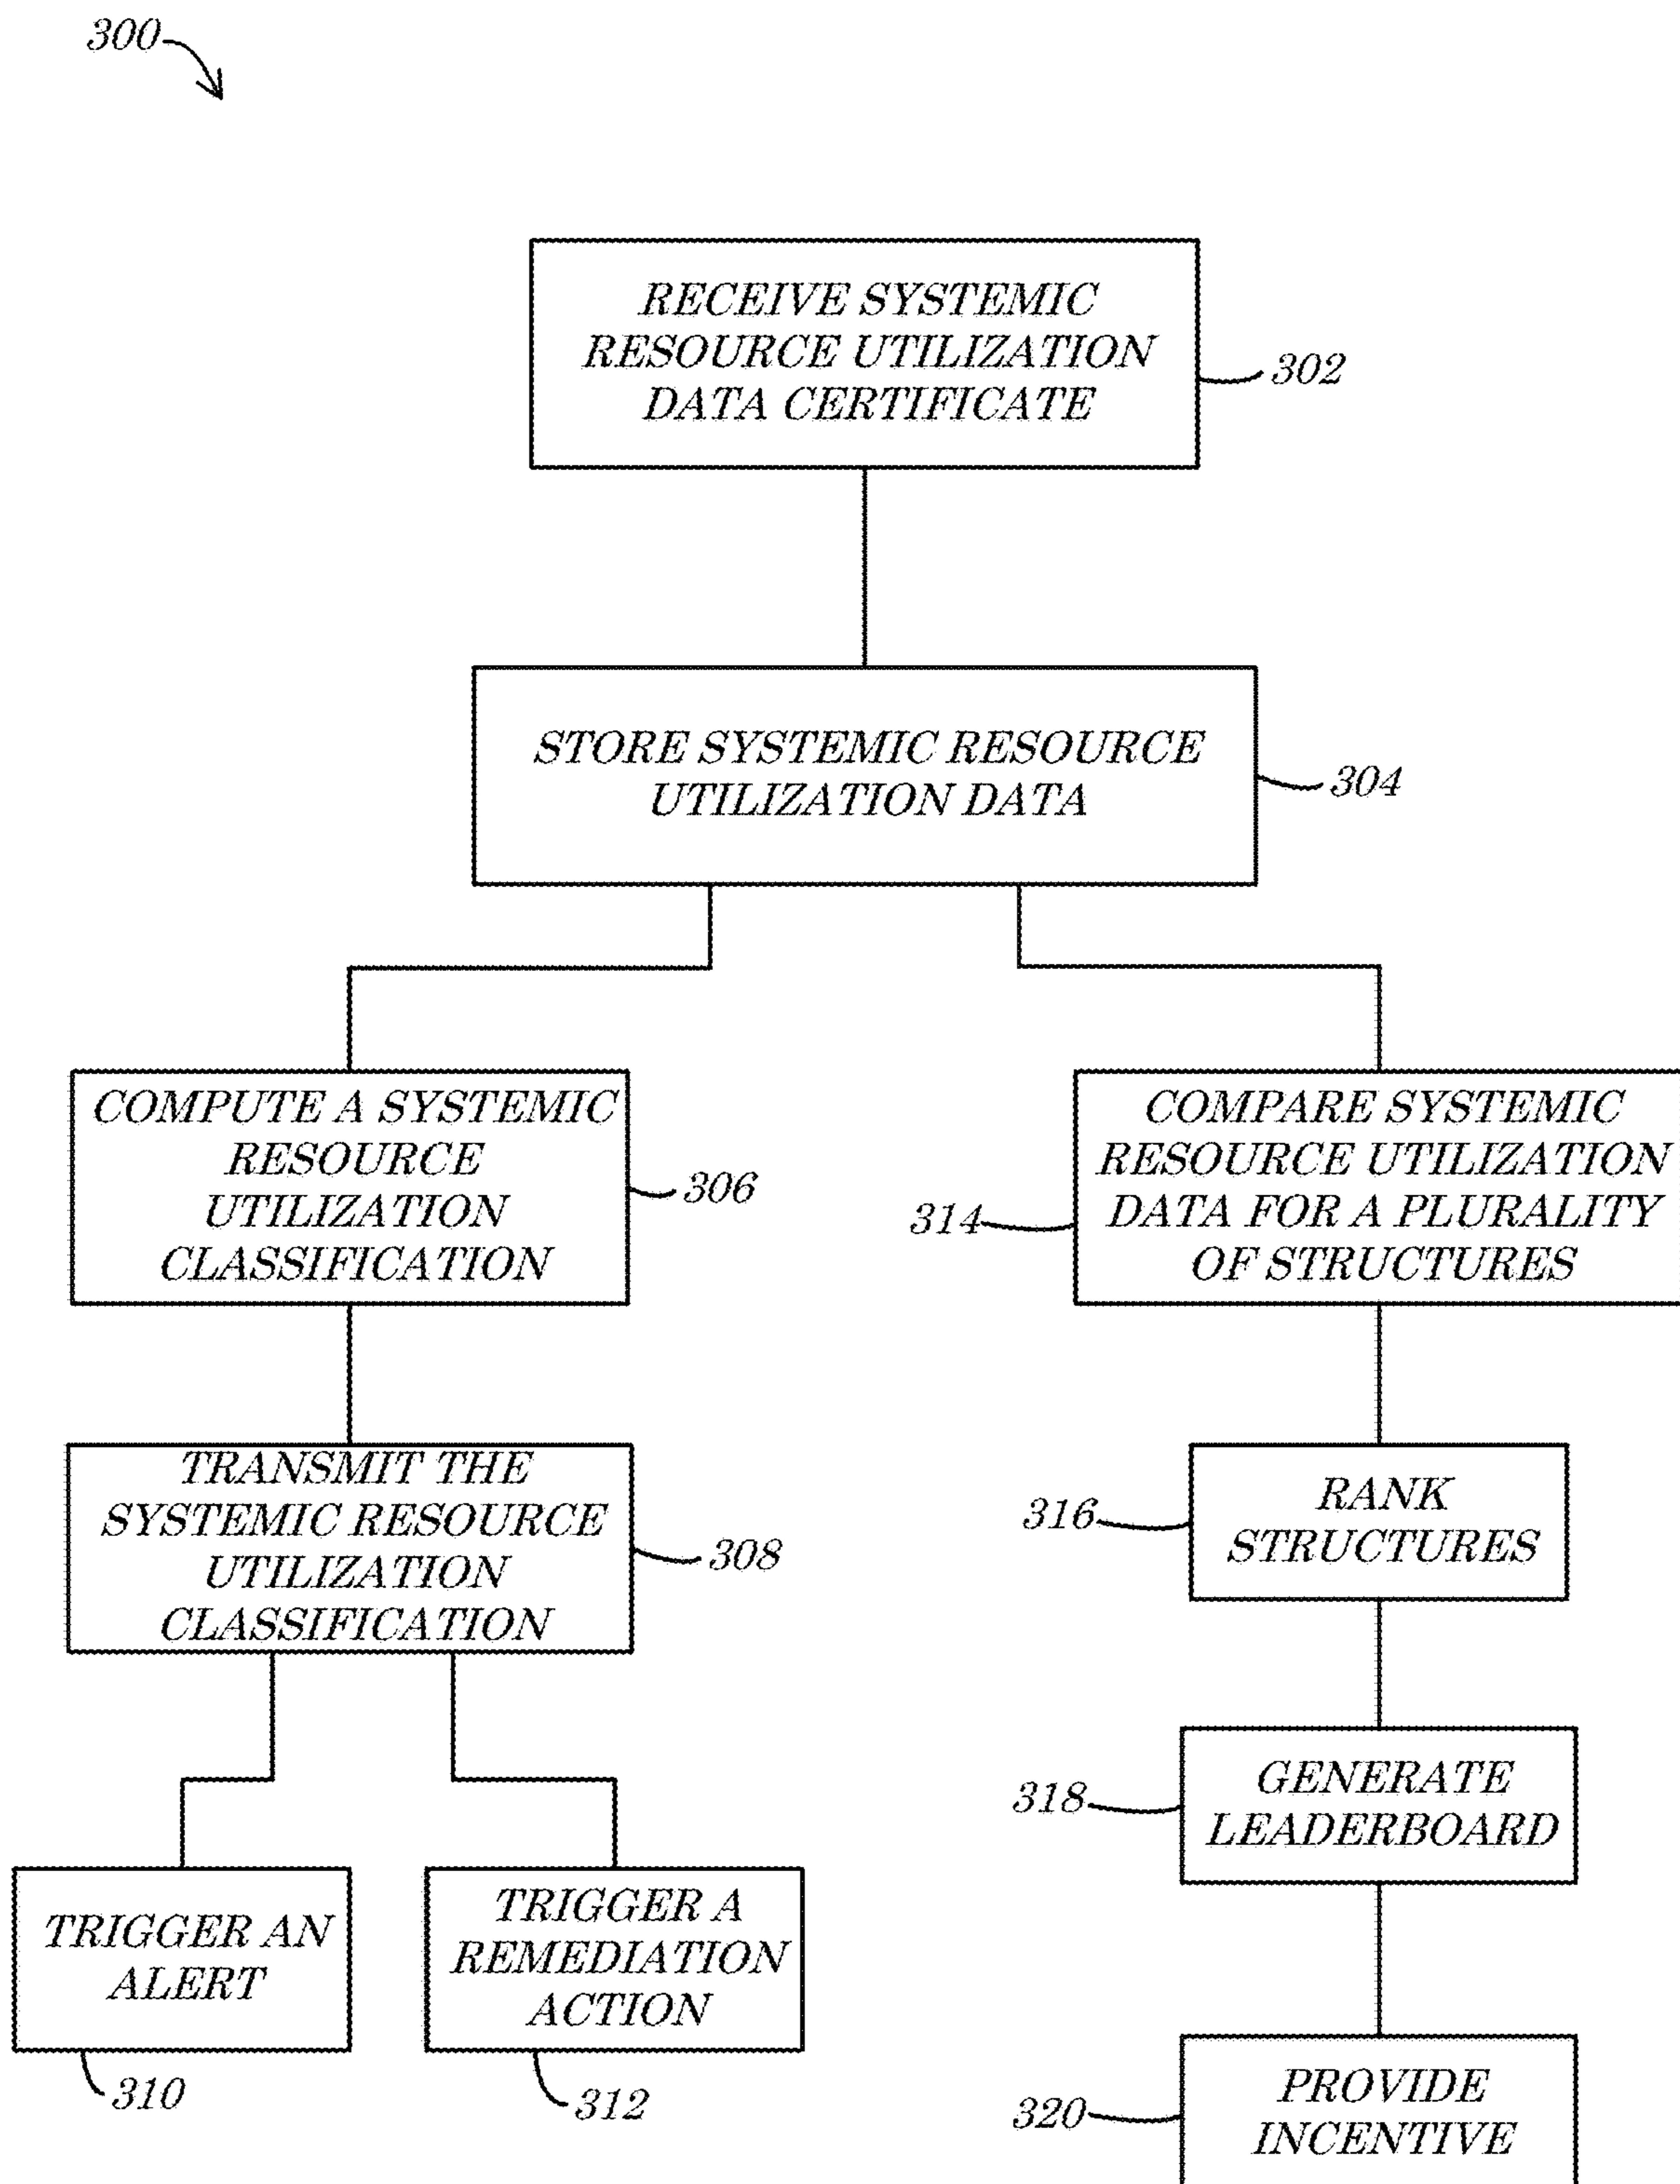 300
RECEIVE SYSTEMIC
RESOURCE UTILIZATION
DATA CERTIFICATE
302
STORE SYSTEMIC RESOURCE
UTILIZATION DATA
304
COMPUTE A SYSTEMIC
RESOURCE
UTILIZATION
CLASSIFICATION
306
COMPARE SYSTEMIC
RESOURCE UTILIZATION
DATA FOR A PLURALITY
OF STRUCTURES
314
TRANSMIT THE
SYSTEMIC RESOURCE
UTILIZATION
CLASSIFICATION
308
RANK
STRUCTURES
316
GENERATE
LEADERBOARD
318
TRIGGER AN
ALERT
310
TRIGGER A
REMEDIATION
ACTION
312
PROVIDE
INCENTIVE
320